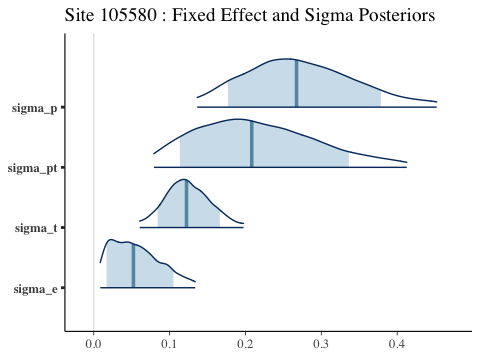 Site 105580 : Fixed Effect and Sigma Posteriors
sigma_p
sigma_pt
sigma_t
sigma_e
0.0 0.1 0.2 0.3 0.4